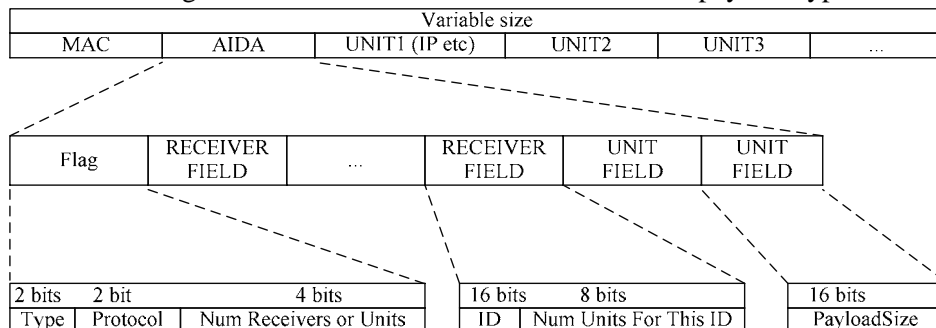 Variable size
MAC AIDA UNIT1 (IP etc) UNIT2 UNIT3 ...
Flag RECEIVER FIELD ... RECEIVER FIELD UNIT FIELD UNIT FIELD
2 bits 2 bit 4 bits 16 bits 8 bits 16 bits
Type Protocol Num Receivers or Units ID Num Units For This ID PayloadSize